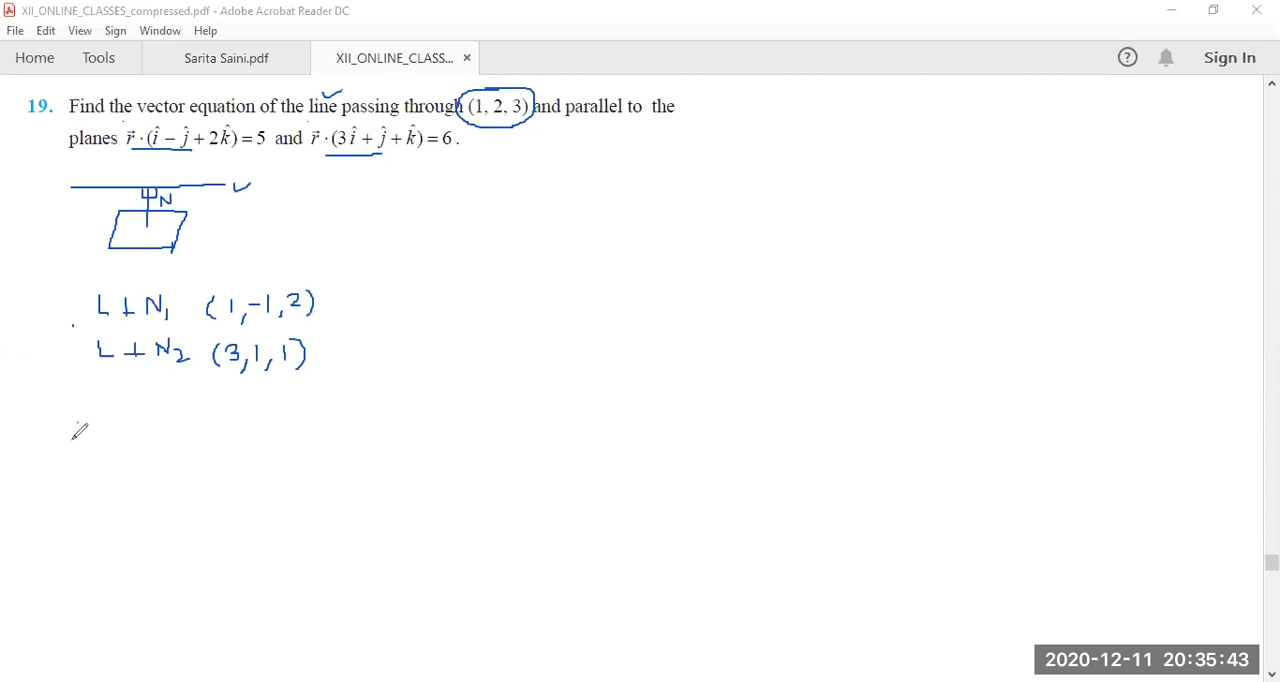 XII_ONLINE_CLASSES_compressed.pdf - Adobe Acrobat Reader DC
File Edit View Sign Window Help
Home Tools Sarita Saini.pdf XII_ONLINE_CLASS... × ? Sign In
19. Find the vector equation of the line passing through (1, 2, 3) and parallel to the
planes r⃗ · (î − ĵ + 2k̂) = 5 and r⃗ · (3î + ĵ + k̂) = 6 .
N
L ⊥ N₁ (1, -1, 2)
L ⊥ N₂ (3, 1, 1)
2020-12-11 20:35:43